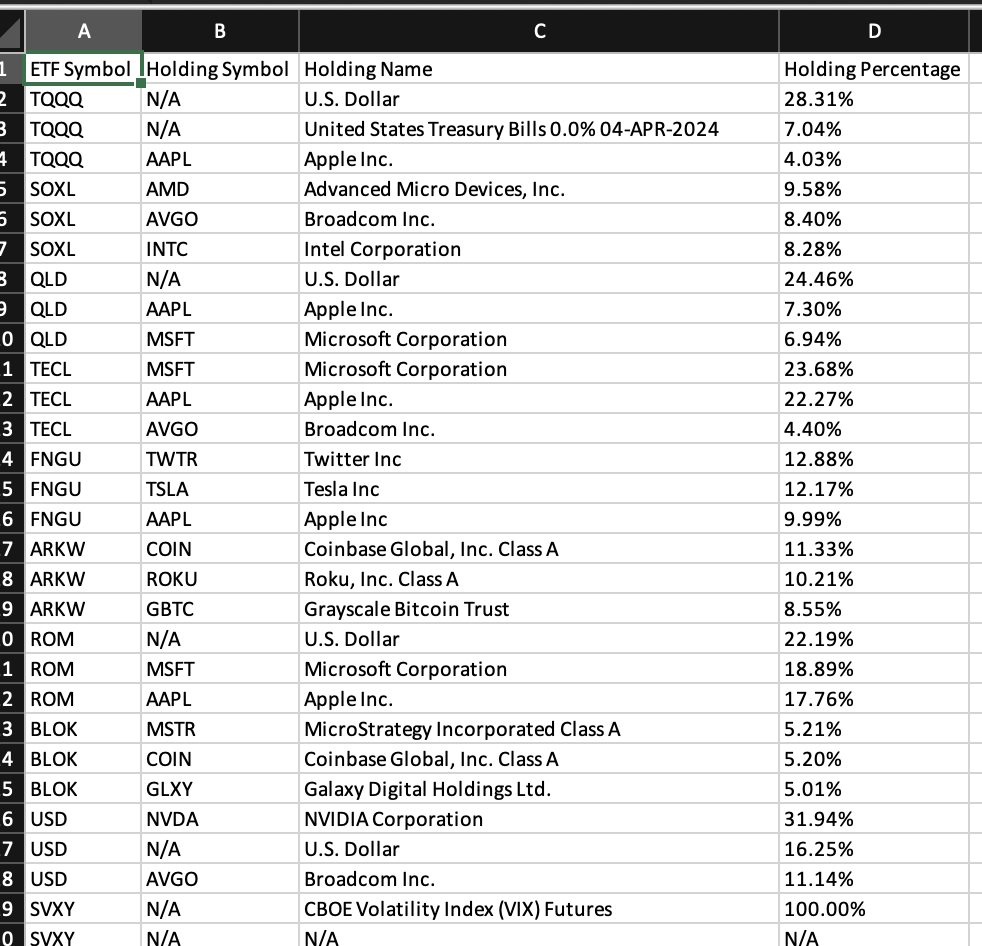 A B C D
1 ETF Symbol Holding Symbol Holding Name Holding Percentage
2 TQQQ N/A U.S. Dollar 28.31%
3 TQQQ N/A United States Treasury Bills 0.0% 04-APR-2024 7.04%
4 TQQQ AAPL Apple Inc. 4.03%
5 SOXL AMD Advanced Micro Devices, Inc. 9.58%
6 SOXL AVGO Broadcom Inc. 8.40%
7 SOXL INTC Intel Corporation 8.28%
8 QLD N/A U.S. Dollar 24.46%
9 QLD AAPL Apple Inc. 7.30%
0 QLD MSFT Microsoft Corporation 6.94%
1 TECL MSFT Microsoft Corporation 23.68%
2 TECL AAPL Apple Inc. 22.27%
3 TECL AVGO Broadcom Inc. 4.40%
4 FNGU TWTR Twitter Inc 12.88%
5 FNGU TSLA Tesla Inc 12.17%
6 FNGU AAPL Apple Inc 9.99%
7 ARKW COIN Coinbase Global, Inc. Class A 11.33%
8 ARKW ROKU Roku, Inc. Class A 10.21%
9 ARKW GBTC Grayscale Bitcoin Trust 8.55%
0 ROM N/A U.S. Dollar 22.19%
1 ROM MSFT Microsoft Corporation 18.89%
2 ROM AAPL Apple Inc. 17.76%
3 BLOK MSTR MicroStrategy Incorporated Class A 5.21%
4 BLOK COIN Coinbase Global, Inc. Class A 5.20%
5 BLOK GLXY Galaxy Digital Holdings Ltd. 5.01%
6 USD NVDA NVIDIA Corporation 31.94%
7 USD N/A U.S. Dollar 16.25%
8 USD AVGO Broadcom Inc. 11.14%
9 SVXY N/A CBOE Volatility Index (VIX) Futures 100.00%
0 SVXY N/A N/A N/A